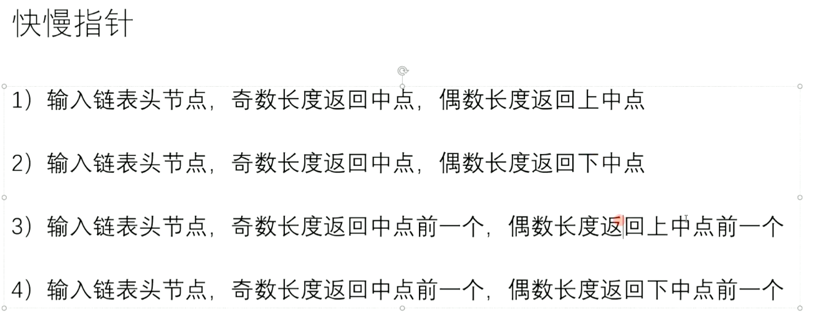 快慢指针
1）输入链表头节点，奇数长度返回中点，偶数长度返回上中点
2）输入链表头节点，奇数长度返回中点，偶数长度返回下中点
3）输入链表头节点，奇数长度返回中点前一个，偶数长度返回上中点前一个
4）输入链表头节点，奇数长度返回中点前一个，偶数长度返回下中点前一个